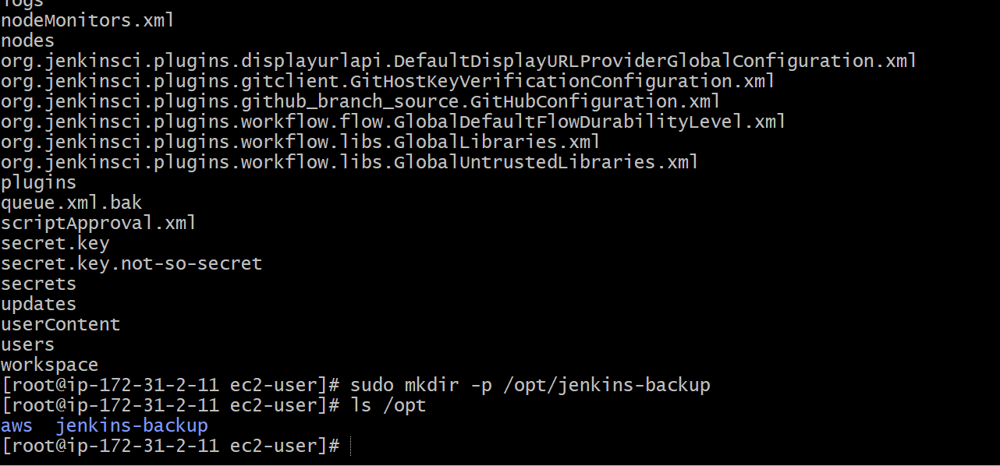 logs
nodeMonitors.xml
nodes
org.jenkinsci.plugins.displayurlapi.DefaultDisplayURLProviderGlobalConfiguration.xml
org.jenkinsci.plugins.gitclient.GitHostKeyVerificationConfiguration.xml
org.jenkinsci.plugins.github_branch_source.GitHubConfiguration.xml
org.jenkinsci.plugins.workflow.flow.GlobalDefaultFlowDurabilityLevel.xml
org.jenkinsci.plugins.workflow.libs.GlobalLibraries.xml
org.jenkinsci.plugins.workflow.libs.GlobalUntrustedLibraries.xml
plugins
queue.xml.bak
scriptApproval.xml
secret.key
secret.key.not-so-secret
secrets
updates
userContent
users
workspace
[root@ip-172-31-2-11 ec2-user]# sudo mkdir -p /opt/jenkins-backup
[root@ip-172-31-2-11 ec2-user]# ls /opt
aws  jenkins-backup
[root@ip-172-31-2-11 ec2-user]#